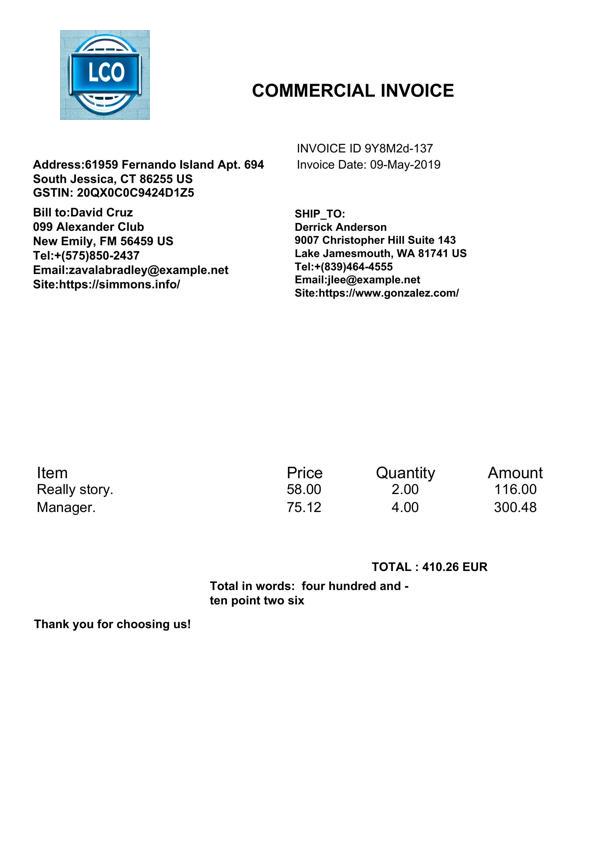 LCO
COMMERCIAL INVOICE
INVOICE ID 9Y8M2d-137
Invoice Date: 09-May-2019
Address:61959 Fernando Island Apt. 694
South Jessica, CT 86255 US
GSTIN: 20QX0C0C9424D1Z5
Bill to:David Cruz
099 Alexander Club
New Emily, FM 56459 US
Tel:+(575)850-2437
Email:zavalabradley@example.net
Site:https://simmons.info/
SHIP_TO:
Derrick Anderson
9007 Christopher Hill Suite 143
Lake Jamesmouth, WA 81741 US
Tel:+(839)464-4555
Email:jlee@example.net
Site:https://www.gonzalez.com/
Item Price Quantity Amount
Really story. 58.00 2.00 116.00
Manager. 75.12 4.00 300.48
TOTAL : 410.26 EUR
Total in words: four hundred and -
ten point two six
Thank you for choosing us!